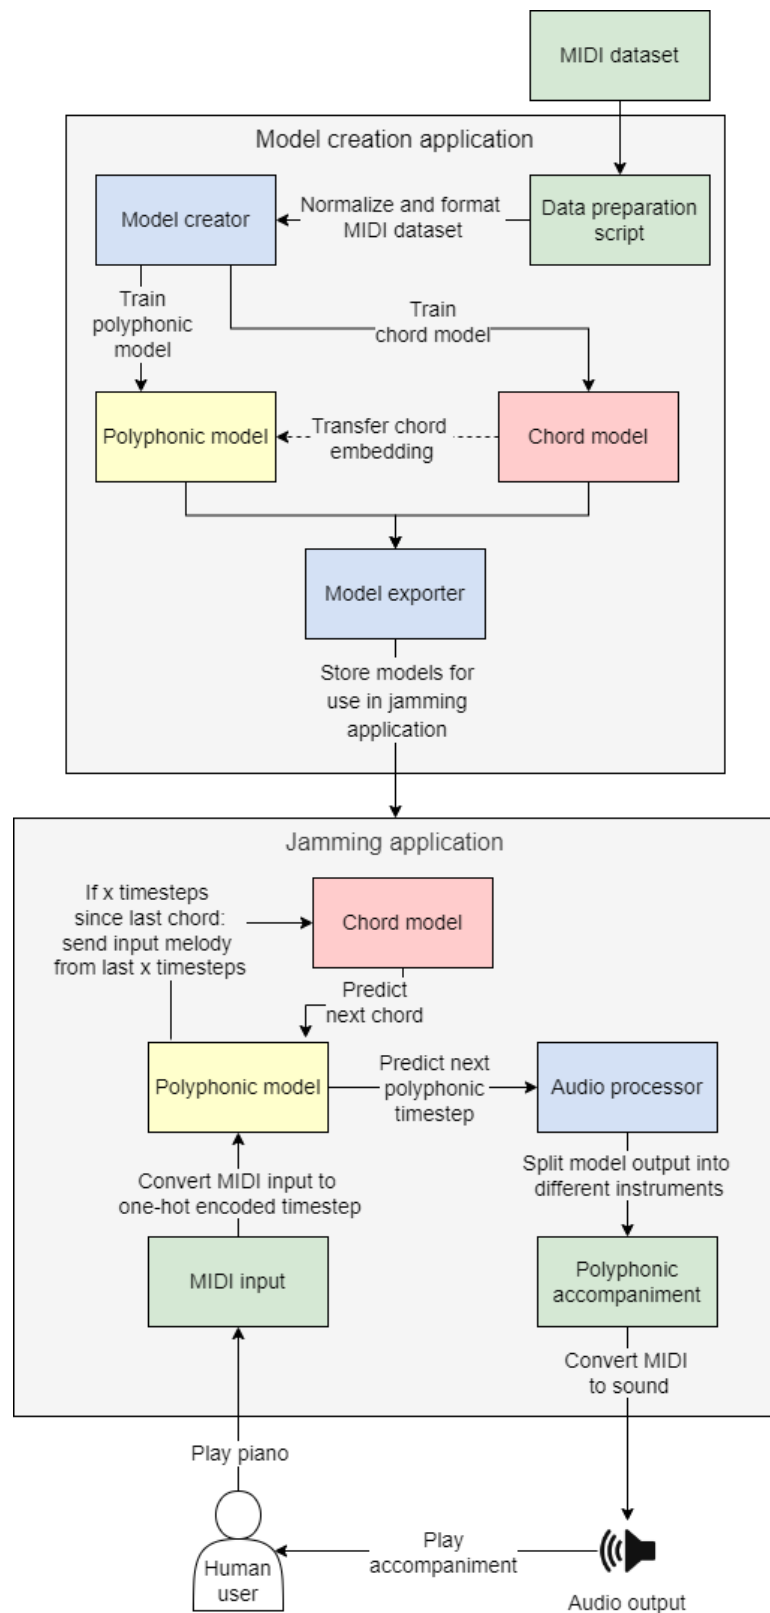 MIDI dataset
Model creation application
Model creator
Normalize and format
MIDI dataset
Data preparation
script
Train
polyphonic
model
Train
chord model
Polyphonic model
Transfer chord
embedding
Chord model
Model exporter
Store models for
use in jamming
application
Jamming application
If x timesteps
since last chord:
send input melody
from last x timesteps
Chord model
Predict
next chord
Polyphonic model
Predict next
polyphonic
timestep
Audio processor
Convert MIDI input to
one-hot encoded timestep
Split model output into
different instruments
MIDI input
Polyphonic
accompaniment
Convert MIDI
to sound
Play piano
Human
user
Play
accompaniment
Audio output